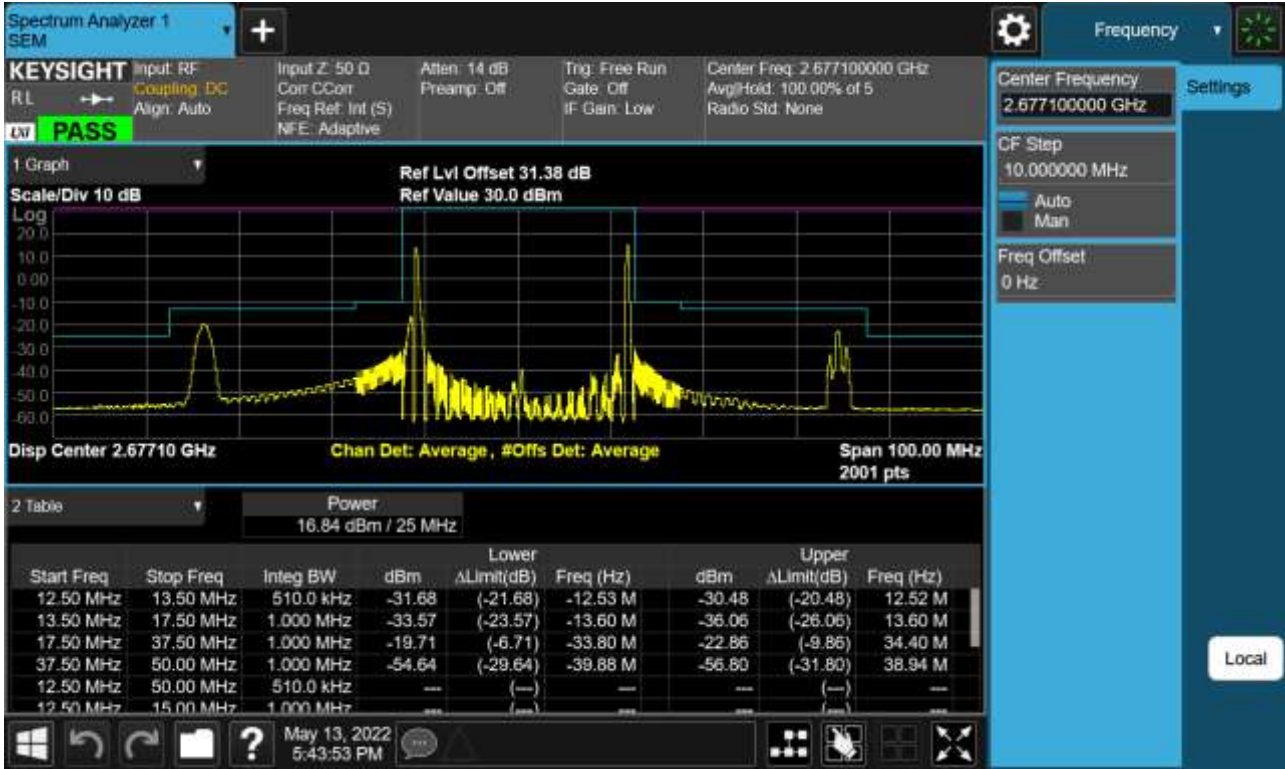 Spectrum Analyzer 1
SEM
+
Frequency
KEYSIGHT
RL
LXI
PASS
Input: RF
Coupling: DC
Align: Auto
Input Z: 50 Ω
Corr CCorr
Freq Ref: Int (S)
NFE: Adaptive
Atten: 14 dB
Preamp: Off
Trig: Free Run
Gate: Off
IF Gain: Low
Center Freq: 2.677100000 GHz
Avg|Hold: 100.00% of 5
Radio Std: None
Center Frequency
2.677100000 GHz
Settings
CF Step
10.000000 MHz
Auto
Man
Freq Offset
0 Hz
Local
1 Graph
Scale/Div 10 dB
Ref Lvl Offset 31.38 dB
Ref Value 30.0 dBm
Log
20.0
10.0
0.00
-10.0
-20.0
-30.0
-40.0
-50.0
-60.0
Disp Center 2.67710 GHz
Chan Det: Average, #Offs Det: Average
Span 100.00 MHz
2001 pts
2 Table
Power
16.84 dBm / 25 MHz
Lower Upper
Start Freq Stop Freq Integ BW dBm ΔLimit(dB) Freq (Hz) dBm ΔLimit(dB) Freq (Hz)
12.50 MHz 13.50 MHz 510.0 kHz -31.68 (-21.68) -12.53 M -30.48 (-20.48) 12.52 M
13.50 MHz 17.50 MHz 1.000 MHz -33.57 (-23.57) -13.60 M -36.06 (-26.06) 13.60 M
17.50 MHz 37.50 MHz 1.000 MHz -19.71 (-6.71) -33.80 M -22.86 (-9.86) 34.40 M
37.50 MHz 50.00 MHz 1.000 MHz -54.64 (-29.64) -39.88 M -56.80 (-31.80) 38.94 M
12.50 MHz 50.00 MHz 510.0 kHz --- (---) --- --- (---) ---
12.50 MHz 15.00 MHz 1.000 MHz --- (---) --- --- (---) ---
?
May 13, 2022
5:43:53 PM